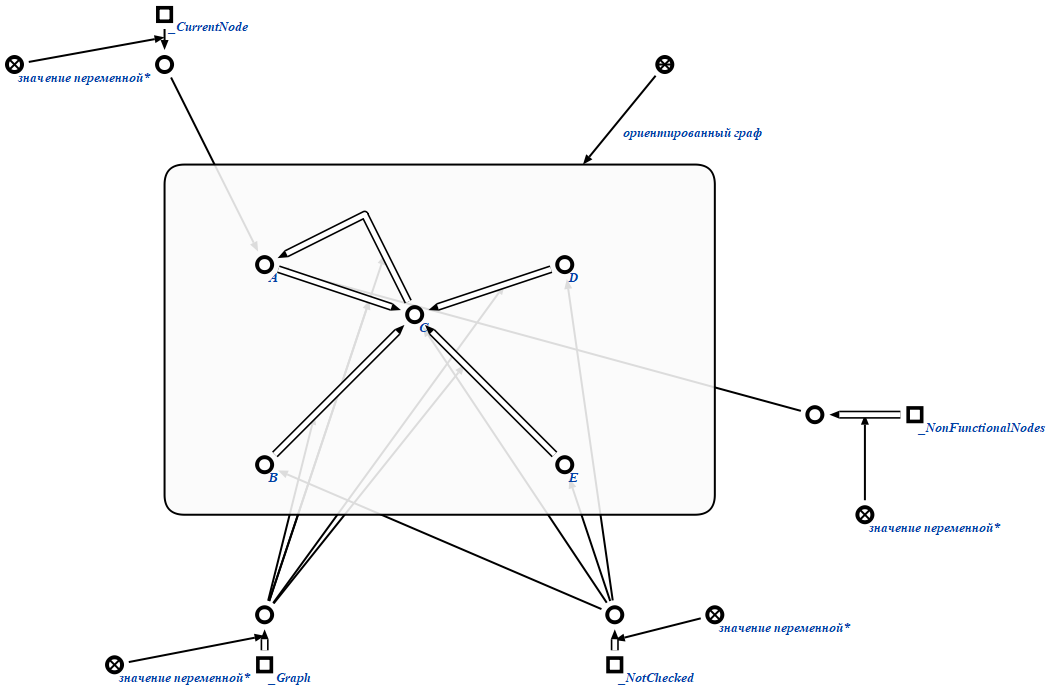 _CurrentNode
значение переменной*
ориентированный граф
A
D
C
_NonFunctionalNodes
B
E
значение переменной*
значение переменной*
значение переменной*
_Graph
_NotChecked